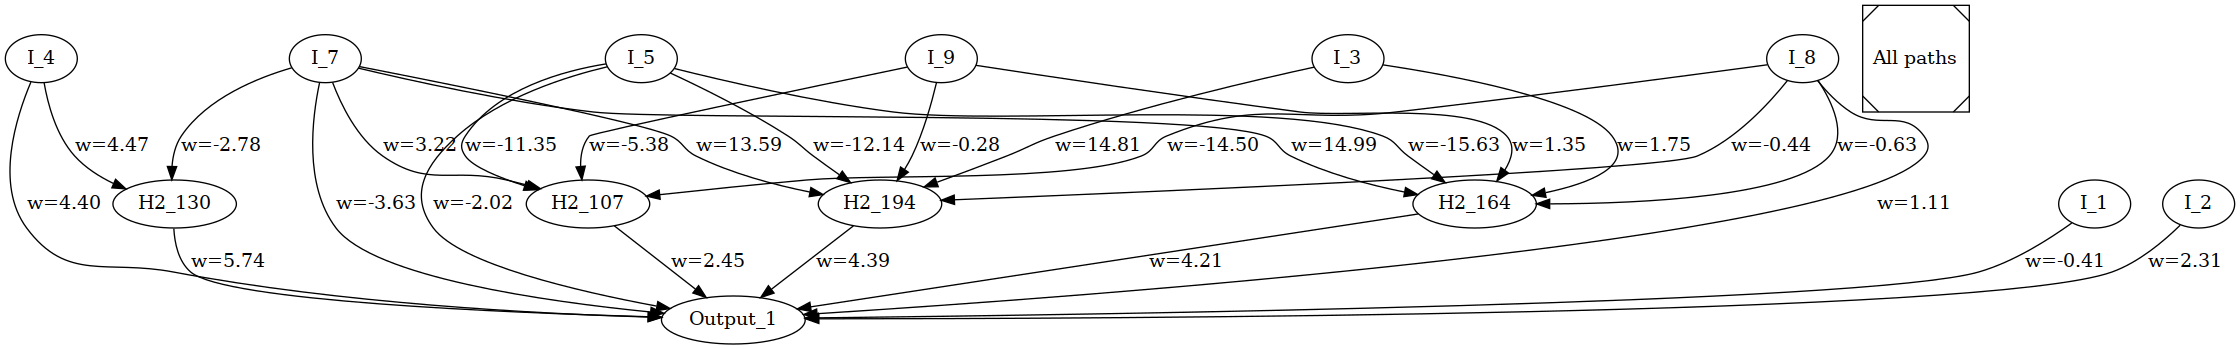 I_4
I_7
I_5
I_9
I_3
I_8
All paths
w=4.47
w=-2.78
w=3.22
w=-11.35
w=-5.38
w=13.59
w=-12.14
w=-0.28
w=14.81
w=-14.50
w=14.99
w=-15.63
w=1.35
w=1.75
w=-0.44
w=-0.63
w=4.40
H2_130
w=-3.63
w=-2.02
H2_107
H2_194
H2_164
w=1.11
I_1
I_2
w=5.74
w=2.45
w=4.39
w=4.21
w=-0.41
w=2.31
Output_1